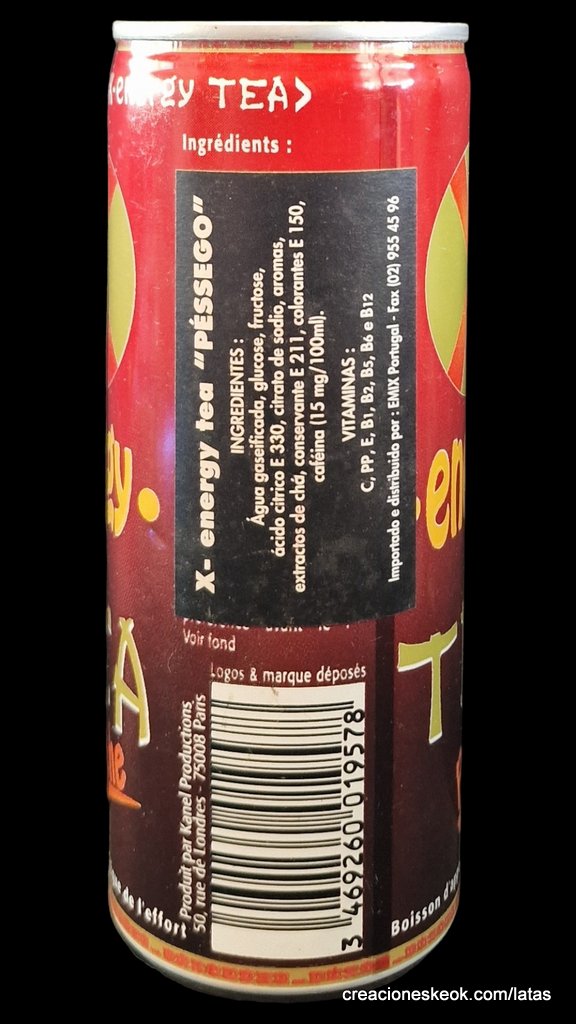 x-energy TEA>
Ingrédients :
X- energy tea "PÉSSEGO"
INGREDIENTES :
Água gaseificada, glucose, fructose,
ácido cítrico E 330, citrato de sodio, aromas,
extractos de chá, conservante E 211, colorantes E 150,
caféina (15 mg/100ml).
VITAMINAS :
C, PP, E, B1, B2, B5, B6 e B12
Importado e distribuido por : EMIX Portugal - Fax (02) 955 45 96
Voir fond
Logos & marque déposés
Produit par Kanel Productions
50, rue de Londres - 75008 Paris
3 469260 019578
de l'effort
Boisson
creacioneskeok.com/latas